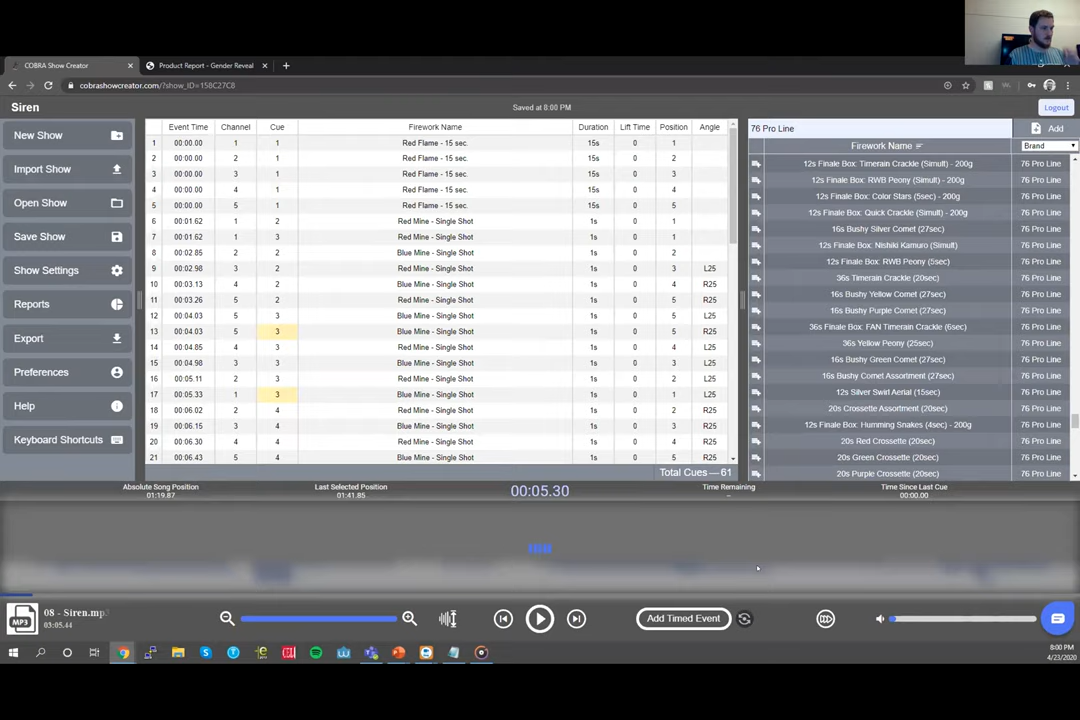 COBRA Show Creator
Product Report - Gender Reveal
cobrashowcreator.com/?show_ID=158C27C8
Siren
Saved at 8:00 PM
Logout
New Show
Import Show
Open Show
Save Show
Show Settings
Reports
Export
Preferences
Help
Keyboard Shortcuts
Event Time Channel Cue Firework Name Duration Lift Time Position Angle
1 00:00.00 1 1 Red Flame - 15 sec. 15s 0 1
2 00:00.00 2 1 Red Flame - 15 sec. 15s 0 2
3 00:00.00 3 1 Red Flame - 15 sec. 15s 0 3
4 00:00.00 4 1 Red Flame - 15 sec. 15s 0 4
5 00:00.00 5 1 Red Flame - 15 sec. 15s 0 5
6 00:01.62 1 2 Red Mine - Single Shot 1s 0 1
7 00:01.62 1 3 Red Mine - Single Shot 1s 0 1
8 00:02.85 2 2 Blue Mine - Single Shot 1s 0 2
9 00:02.98 3 2 Red Mine - Single Shot 1s 0 3 L25
10 00:03.13 4 2 Blue Mine - Single Shot 1s 0 4 R25
11 00:03.26 5 2 Red Mine - Single Shot 1s 0 5 R25
12 00:04.03 5 3 Blue Mine - Single Shot 1s 0 5 L25
13 00:04.03 5 3 Blue Mine - Single Shot 1s 0 5 R25
14 00:04.85 4 3 Red Mine - Single Shot 1s 0 4 L25
15 00:04.98 3 3 Blue Mine - Single Shot 1s 0 3 L25
16 00:05.11 2 3 Red Mine - Single Shot 1s 0 2 L25
17 00:05.33 1 3 Blue Mine - Single Shot 1s 0 1 L25
18 00:06.02 2 4 Red Mine - Single Shot 1s 0 2 R25
19 00:06.15 3 4 Blue Mine - Single Shot 1s 0 3 R25
20 00:06.30 4 4 Red Mine - Single Shot 1s 0 4 R25
21 00:06.43 5 4 Blue Mine - Single Shot 1s 0 5 R25
Total Cues — 61
76 Pro Line
Add
Firework Name Brand
12s Finale Box: Timerain Crackle (Simult) - 200g 76 Pro Line
12s Finale Box: RWB Peony (Simult) - 200g 76 Pro Line
12s Finale Box: Color Stars (5sec) - 200g 76 Pro Line
12s Finale Box: Quick Crackle (Simult) - 200g 76 Pro Line
16s Bushy Silver Comet (27sec) 76 Pro Line
12s Finale Box: Nishiki Kamuro (Simult) 76 Pro Line
12s Finale Box: RWB Peony (5sec) 76 Pro Line
36s Timerain Crackle (20sec) 76 Pro Line
16s Bushy Yellow Comet (27sec) 76 Pro Line
16s Bushy Purple Comet (27sec) 76 Pro Line
36s Finale Box: FAN Timerain Crackle (6sec) 76 Pro Line
36s Yellow Peony (25sec) 76 Pro Line
16s Bushy Green Comet (27sec) 76 Pro Line
16s Bushy Comet Assortment (27sec) 76 Pro Line
12s Silver Swirl Aerial (15sec) 76 Pro Line
20s Crossette Assortment (20sec) 76 Pro Line
12s Finale Box: Humming Snakes (4sec) - 200g 76 Pro Line
20s Red Crossette (20sec) 76 Pro Line
20s Green Crossette (20sec) 76 Pro Line
20s Purple Crossette (20sec) 76 Pro Line
Absolute Song Position
01:19.87
Last Selected Position
01:41.85
00:05.30
Time Remaining
--
Time Since Last Cue
00:00.00
MP3
08 - Siren.mp3
03:05.44
Add Timed Event
8:00 PM
4/23/2020